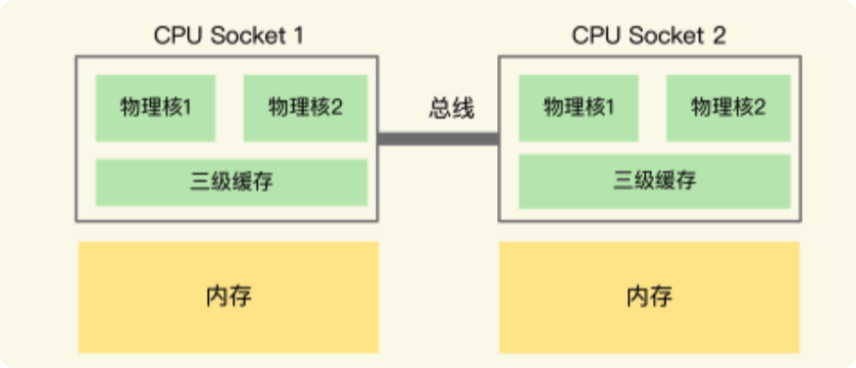 CPU Socket 1
CPU Socket 2
物理核1
物理核2
总线
物理核1
物理核2
三级缓存
三级缓存
内存
内存